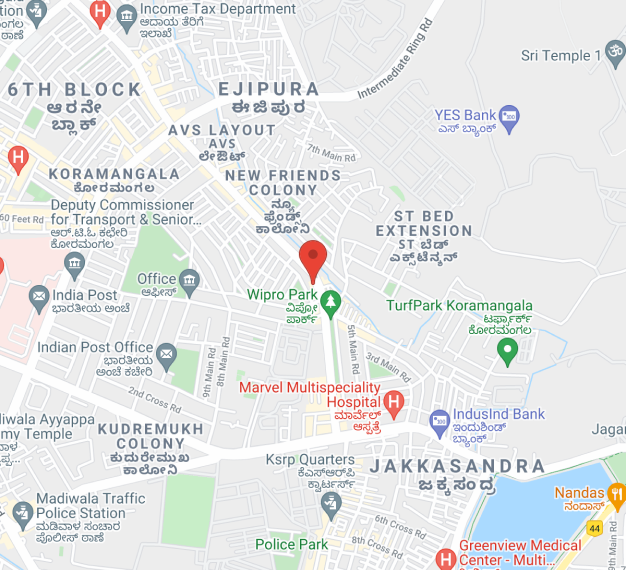 Income Tax Department
ಆದಾಯ ತೆರಿಗೆ
ಇಲಾಖೆ
ಠಾಣೆ
H
Intermediate Ring Rd
Sri Temple 1
6TH BLOCK
ಆರನೇ
ಬ್ಲಾಕ್
EJIPURA
ಈಜಿಪುರ
YES Bank
ಎಸ್ ಬ್ಯಾಂಕ್
AVS LAYOUT
AVS
ಲೇಔಟ್
7th Main Rd
H
KORAMANGALA
ಕೋರಮಂಗಲ
NEW FRIENDS
COLONY
ನ್ಯೂ
ಫ್ರೆಂಡ್ಸ್
ಕಾಲೋನಿ
60 Feet Rd
Deputy Commissioner
for Transport & Senior...
ಆರ್.ಟಿ.ಓ ಕಛೇರಿ
ಕೋರಮಂಗಲ
ST BED
EXTENSION
ST ಬೆಡ್
ಎಕ್ಸ್‌ಟೆನ್ಶನ್
Office
ಆಫೀಸ್
India Post
ಭಾರತೀಯ ಅಂಚೆ
Wipro Park
ವಿಪ್ರೋ
ಪಾರ್ಕ್
TurfPark Koramangala
ಟರ್ಫ್ಪಾರ್ಕ್
ಕೋರಮಂಗಲ
Indian Post Office
ಭಾರತೀಯ
ಅಂಚೆ ಕಚೇರಿ
9th Main Rd
8th Main Rd
5th Main Rd
3rd Main Rd
2nd Cross Rd
Marvel Multispeciality
Hospital
ಮಾರ್ವೆಲ್
ಆಸ್ಪತ್ರೆ
H
IndusInd Bank
ಇಂದುಶಿಂಡ್
ಬ್ಯಾಂಕ್
diwala Ayyappa
my Temple
KUDREMUKH
COLONY
ಕುದುರೇಮುಖ
ಕಾಲೋನಿ
Jagan
Ksrp Quarters
ಕೆಎಸ್ಆರ್‌ಪಿ
ಕ್ವಾರ್ಟರ್ಸ್
JAKKASANDRA
ಜಕ್ಕಸಂದ್ರ
Madiwala Traffic
Police Station
ಮಡಿವಾಳ ಸಂಚಾರ
ಪೊಲೀಸ್ ಠಾಣೆ
Nandas
ನಂದಾಸ್
6th Cross Rd
8th Cross Rd
44
9th Main Rd
Police Park
H
Greenview Medical
Center - Multi...